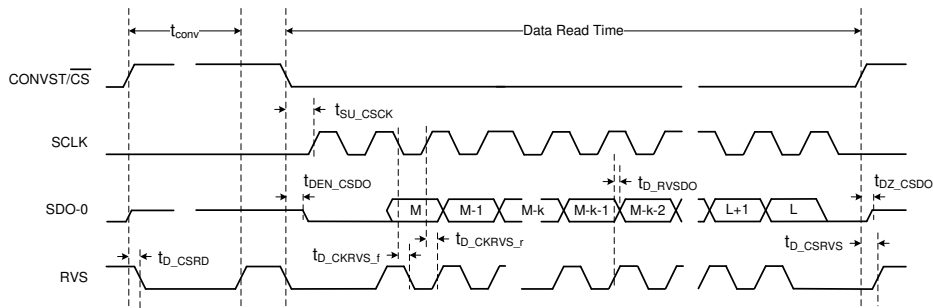 t_conv
Data Read Time
CONVST/C̅S̅
t_SU_CSCK
SCLK
t_DEN_CSDO
t_D_RVSDO
t_DZ_CSDO
SDO-0
M
M-1
M-k
M-k-1
M-k-2
L+1
L
t_D_CKRVS_r
t_D_CSRVS
t_D_CSRD
t_D_CKRVS_f
RVS